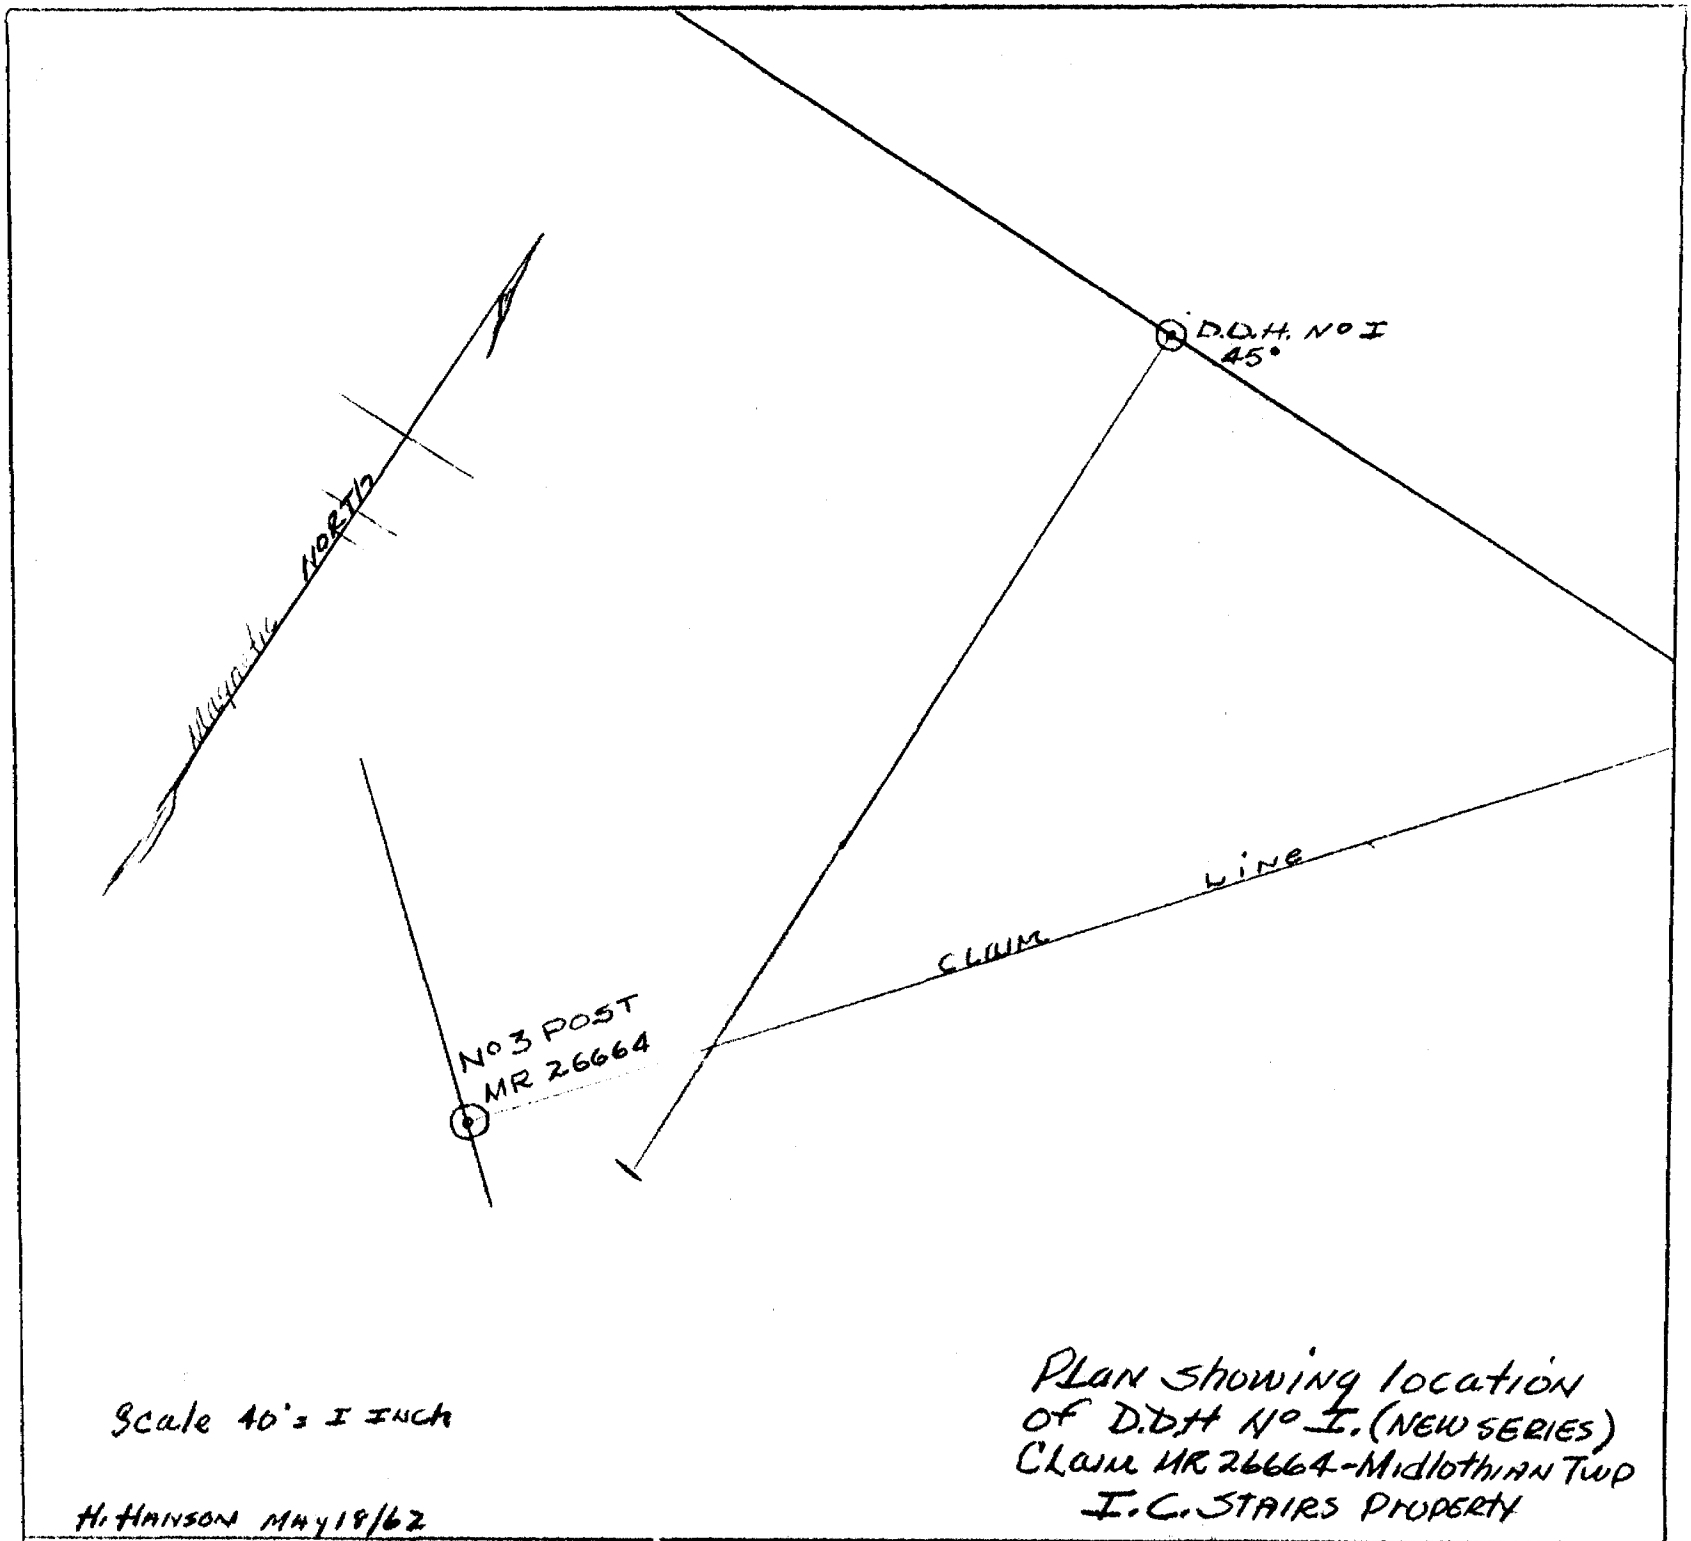 D.D.H. No I
45°
Magnetic NORTh
LiNe
CLAIM
No 3 POST
MR 26664
Scale 40' = I INCh
PLaN Showing location
of D.D.H No I. (NEW SERIES)
CLaim MR 26664-MidlothiAN Twp
I.C. STAIRS PropERty
H. HANSON MAy 18/62